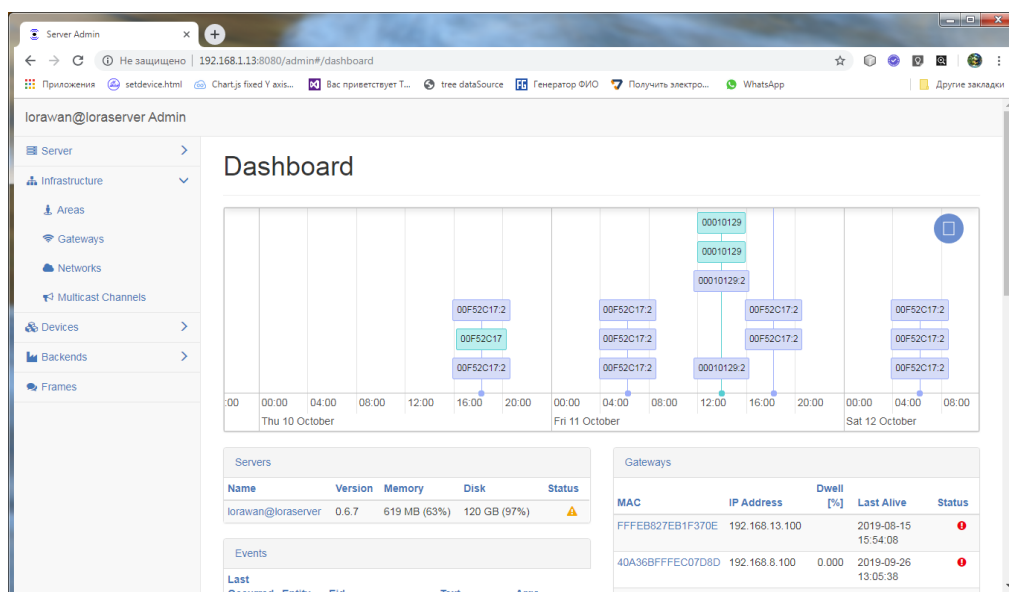 Server Admin
Не защищено | 192.168.1.13:8080/admin#/dashboard
Приложения setdevice.html Chart.js fixed Y axis... Вас приветствует Т... tree dataSource Генератор ФИО Получить электро... WhatsApp Другие закладки
lorawan@loraserver Admin
Server
Infrastructure
Areas
Gateways
Networks
Multicast Channels
Devices
Backends
Frames
Dashboard
00010129
00010129
00010129:2
00F52C17:2 00F52C17:2 00F52C17:2 00F52C17:2
00F52C17 00F52C17:2 00F52C17:2 00F52C17:2
00F52C17:2 00F52C17:2 00010129:2 00F52C17:2
:00 00:00 04:00 08:00 12:00 16:00 20:00 00:00 04:00 08:00 12:00 16:00 20:00 00:00 04:00 08:00
Thu 10 October Fri 11 October Sat 12 October
Servers
Name Version Memory Disk Status
lorawan@loraserver 0.6.7 619 MB (63%) 120 GB (97%)
Events
Last
Occurred Entity Eid Text Args
Gateways
MAC IP Address Dwell [%] Last Alive Status
FFFEB827EB1F370E 192.168.13.100 2019-08-15
15:54:08
40A36BFFFEC07D8D 192.168.8.100 0.000 2019-09-26
13:05:38